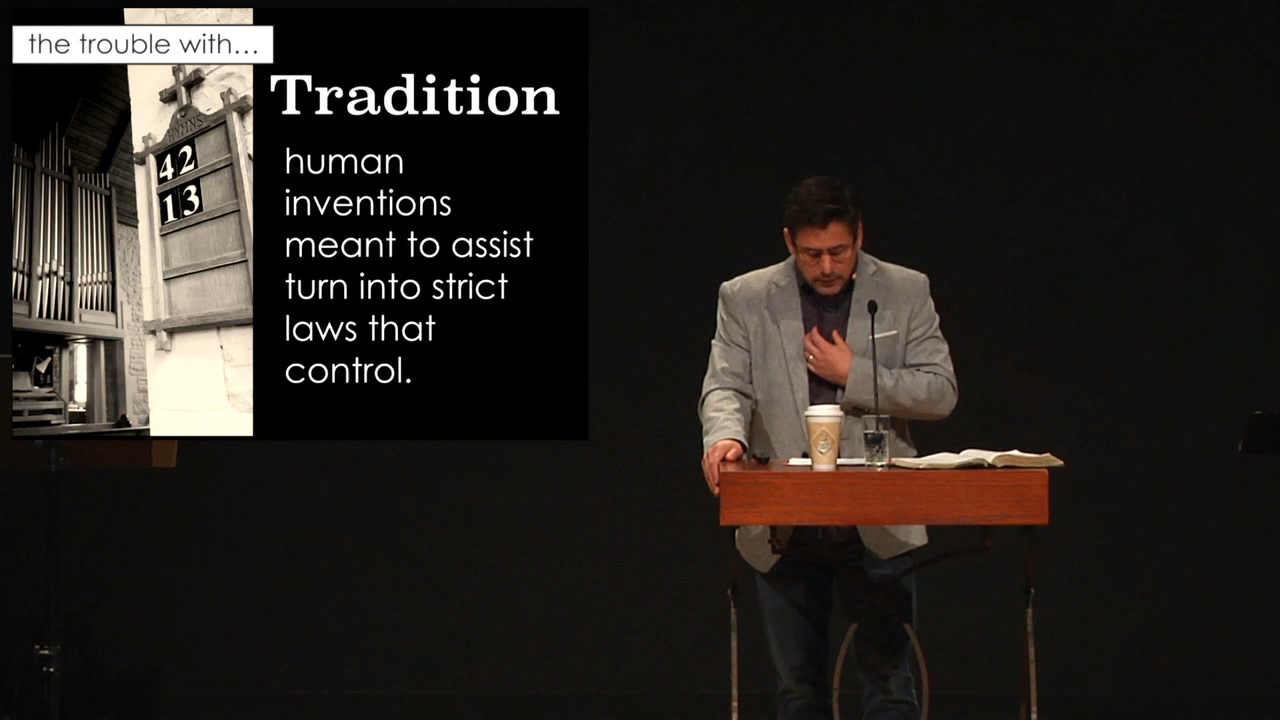 the trouble with...
Tradition
HYMNS
42
13
human
inventions
meant to assist
turn into strict
laws that
control.